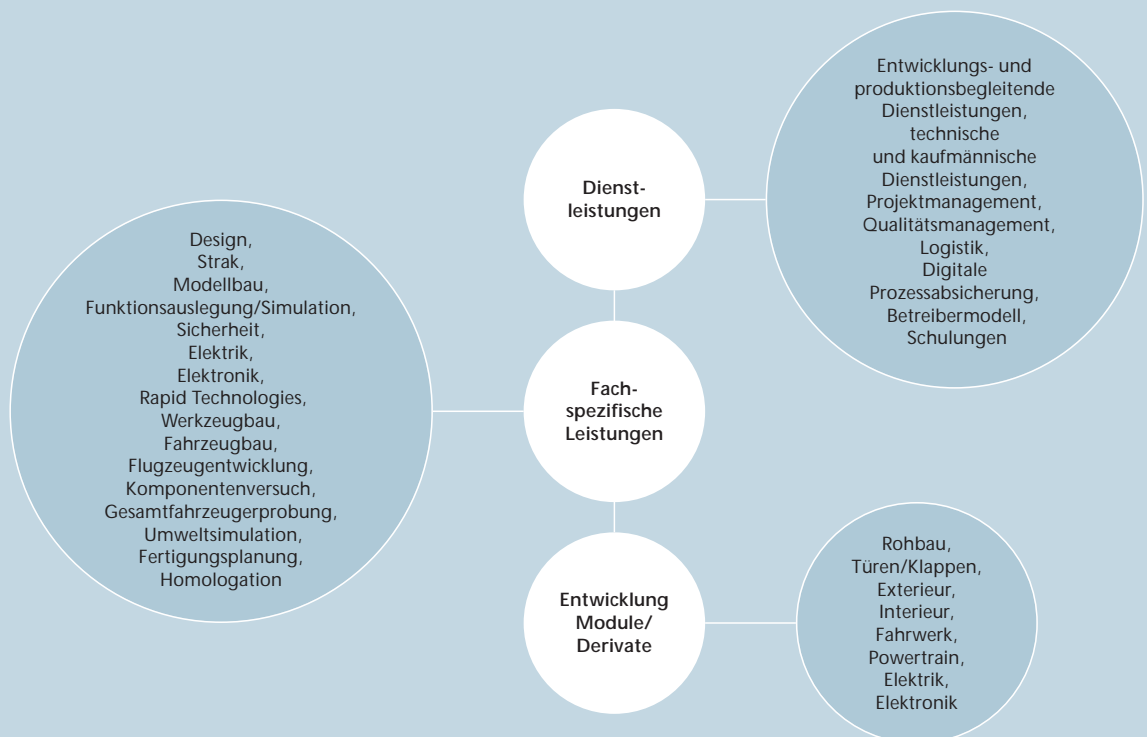 Dienst-
leistungen
Entwicklungs- und
produktionsbegleitende
Dienstleistungen,
technische
und kaufmännische
Dienstleistungen,
Projektmanagement,
Qualitätsmanagement,
Logistik,
Digitale
Prozessabsicherung,
Betreibermodell,
Schulungen
Fach-
spezifische
Leistungen
Design,
Strak,
Modellbau,
Funktionsauslegung/Simulation,
Sicherheit,
Elektrik,
Elektronik,
Rapid Technologies,
Werkzeugbau,
Fahrzeugbau,
Flugzeugentwicklung,
Komponentenversuch,
Gesamtfahrzeugerprobung,
Umweltsimulation,
Fertigungsplanung,
Homologation
Entwicklung
Module/
Derivate
Rohbau,
Türen/Klappen,
Exterieur,
Interieur,
Fahrwerk,
Powertrain,
Elektrik,
Elektronik